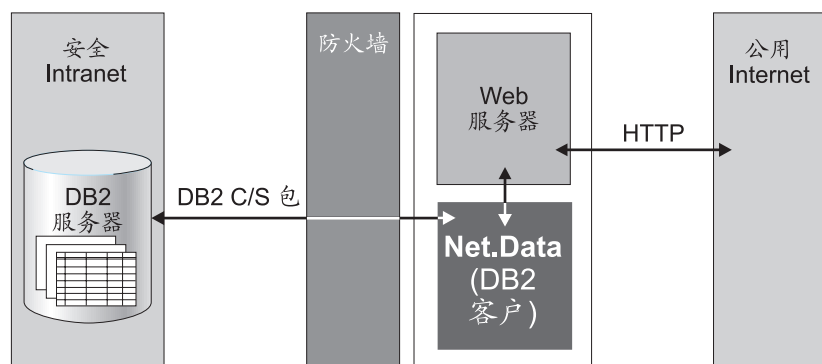 安全
Intranet
防火墙
公用
Internet
Web
服务器
HTTP
DB2
服务器
DB2 C/S 包
Net.Data
(DB2
客户)